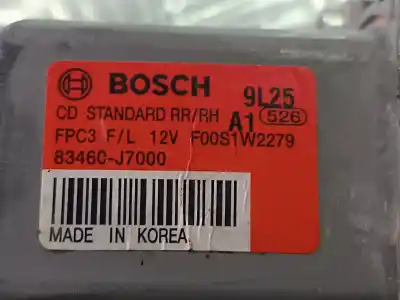 BOSCH 9L25
CD STANDARD RR/RH A1 526
FPC3 F/L 12V F00S1W2279
83460-J7000
MADE IN KOREA